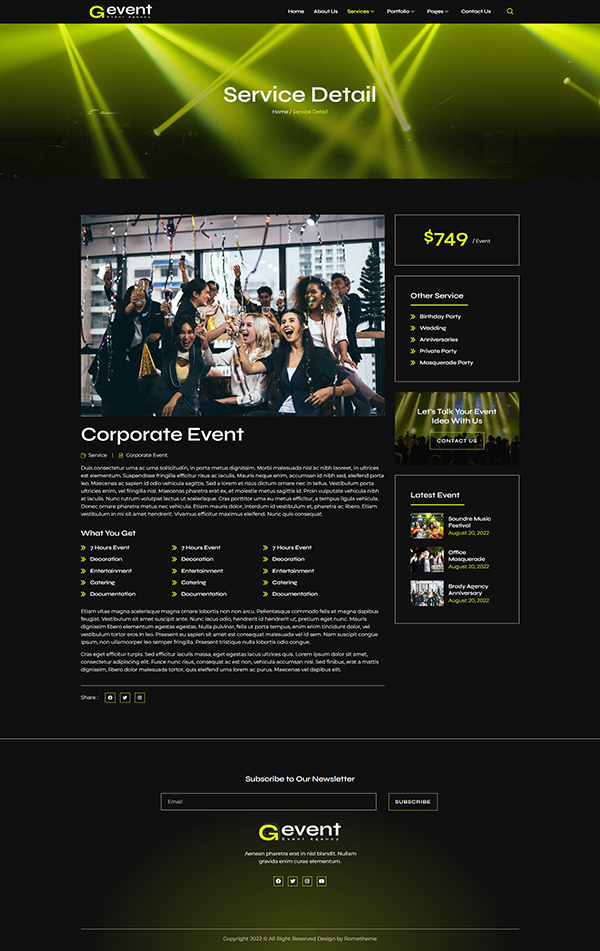 Gevent
Event Agency
Home About Us Services Portfolio Pages Contact Us
Service Detail
Home / Service Detail
$749 / Event
Other Service
Birthday Party
Wedding
Anniversaries
Private Party
Masquerade Party
Let's Talk Your Event
Idea With Us
CONTACT US
Latest Event
Soundre Music
Festival
August 20, 2022
Office
Masquerade
August 20, 2022
Brody Agency
Anniversary
August 20, 2022
Corporate Event
Service | Corporate Event
Duis consectetur urna ac urna sollicitudin, in porta metus dignissim. Morbi malesuada nisl ac nibh laoreet, in ultrices
est elementum. Suspendisse fringilla efficitur risus ac iaculis. Mauris neque enim, accumsan id nibh sed, eleifend porta
leo. Maecenas ac sapien id odio vehicula sagittis. Sed a lorem et risus dictum ornare nec in tellus. Vestibulum porta
ultricies enim, vel fringilla nisl. Maecenas pharetra erat ex, et molestie metus sagittis id. Proin vulputate vehicula nibh
at iaculis. Nunc rutrum volutpat lectus ut scelerisque. Cras porttitor urna eu metus efficitur, a tempus ligula vehicula.
Donec ornare pharetra metus nec vehicula. Etiam mauris dolor, interdum id vestibulum et, pharetra ac libero. Etiam
vestibulum in mi sit amet hendrerit. Vivamus efficitur maximus eleifend. Nunc quis consequat.
What You Get
7 Hours Event 7 Hours Event 7 Hours Event
Decoration Decoration Decoration
Entertainment Entertainment Entertainment
Catering Catering Catering
Documentation Documentation Documentation
Etiam vitae magna scelerisque magna ornare lobortis non non arcu. Pellentesque commodo felis et magna dapibus
feugiat. Vestibulum sit amet suscipit ante. Nunc lacus odio, hendrerit id hendrerit ut, pretium eget nunc. Mauris
dignissim libero elementum egestas egestas. Nulla pulvinar, felis ut porta tempus, enim enim tincidunt dolor, vel
vestibulum tortor eros in leo. Praesent eu sapien sit amet est consequat malesuada vel id sem. Nam suscipit congue
ipsum, non ullamcorper leo semper fringilla. Praesent tristique nulla lobortis odio congue.
Cras eget efficitur turpis. Sed efficitur iaculis massa, eget egestas lacus ultrices quis. Lorem ipsum dolor sit amet,
consectetur adipiscing elit. Fusce nunc risus, consequat ac est non, vehicula accumsan nisl. Sed finibus, erat a mattis
dignissim, libero dolor malesuada tortor, quis eleifend urna lorem ac purus. Maecenas vel dapibus elit.
Share :
Subscribe to Our Newsletter
Email SUBSCRIBE
Gevent
Event Agency
Aenean pharetra erat in nisl blandit. Nullam
gravida enim curae elementum.
Copyright 2022 © All Right Reserved Design by Rometheme